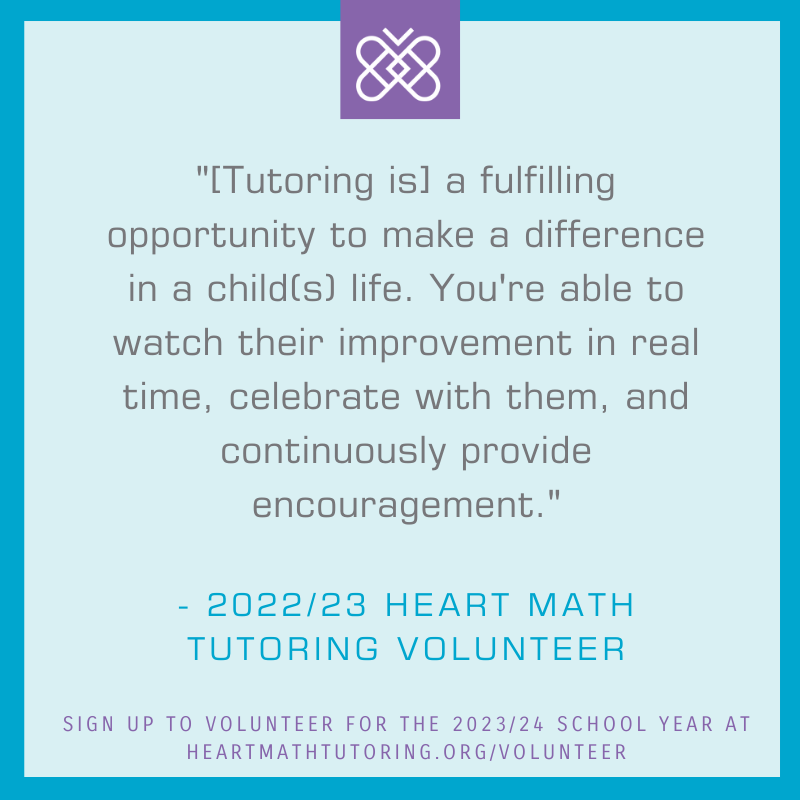 "[Tutoring is] a fulfilling
opportunity to make a difference
in a child(s) life. You're able to
watch their improvement in real
time, celebrate with them, and
continuously provide
encouragement."
- 2022/23 HEART MATH
TUTORING VOLUNTEER
SIGN UP TO VOLUNTEER FOR THE 2023/24 SCHOOL YEAR AT
HEARTMATHTUTORING.ORG/VOLUNTEER